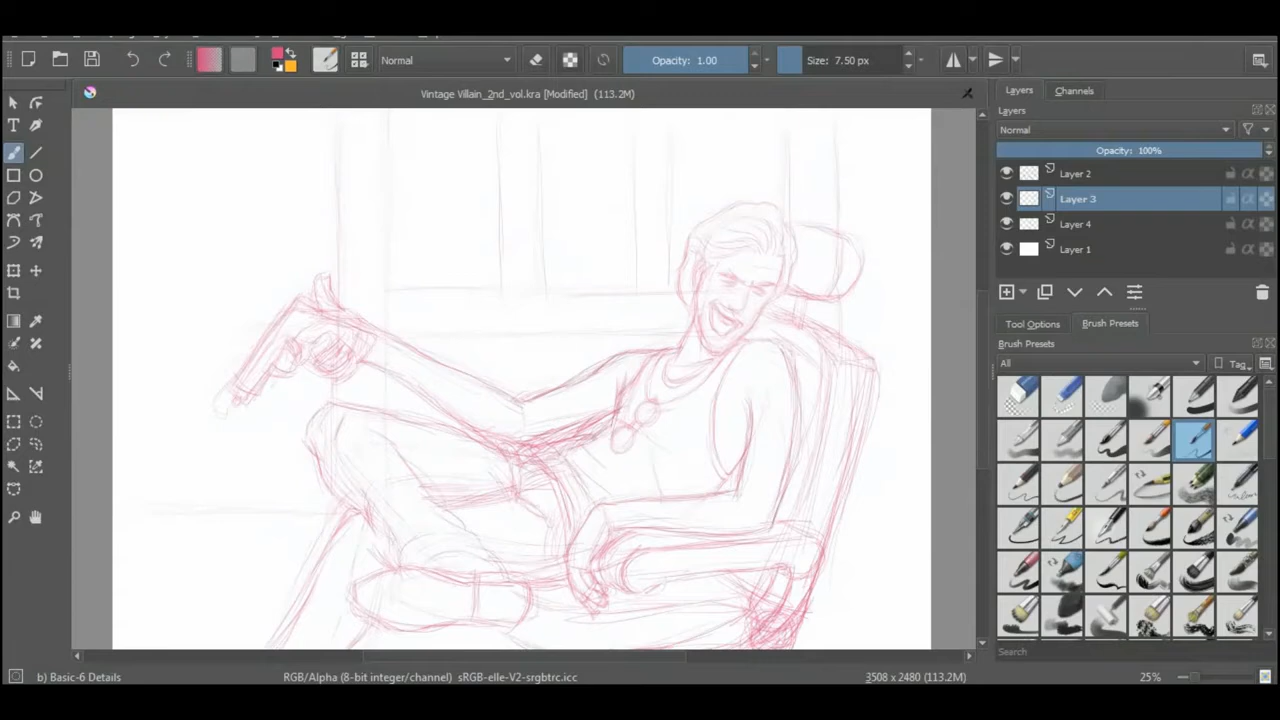 Normal
Opacity: 1.00
Size: 7.50 px
Vintage Villain_2nd_vol.kra [Modified] (113.2M)
Layers
Channels
Layers
Normal
Opacity: 100%
Layer 2
Layer 3
Layer 4
Layer 1
Tool Options
Brush Presets
Brush Presets
All
Tag
Search
b) Basic-6 Details
RGB/Alpha (8-bit integer/channel) sRGB-elle-V2-srgbtrc.icc
3508 x 2480 (113.2M)
25%